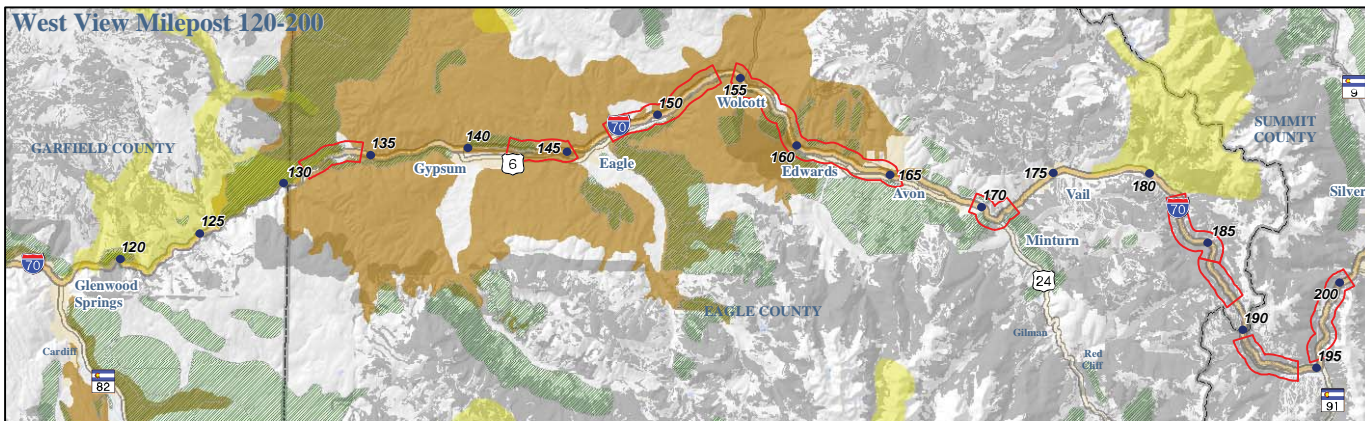 West View Milepost 120-200
9
155
150
Wolcott
70
SUMMIT
COUNTY
GARFIELD COUNTY
135
140
145
6
Gypsum
Eagle
160
Edwards
165
Avon
130
170
175
Vail
180
70
Silver
125
120
70
Glenwood
Springs
Minturn
24
185
200
EAGLE COUNTY
190
Gilman
Red
Cliff
Cardiff
82
195
91